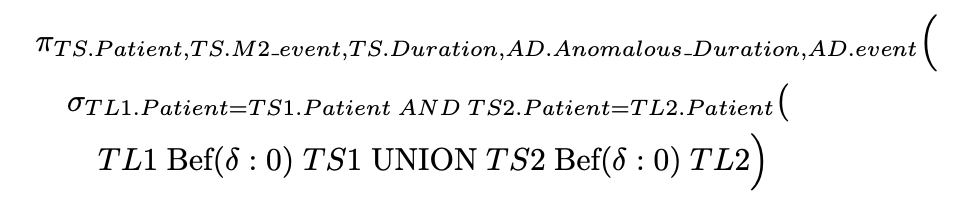 π_{TS.Patient,TS.M2_event,TS.Duration,AD.Anomalous_Duration,AD.event}(
σ_{TL1.Patient=TS1.Patient AND TS2.Patient=TL2.Patient}(
TL1 Bef(δ : 0) TS1 UNION TS2 Bef(δ : 0) TL2)